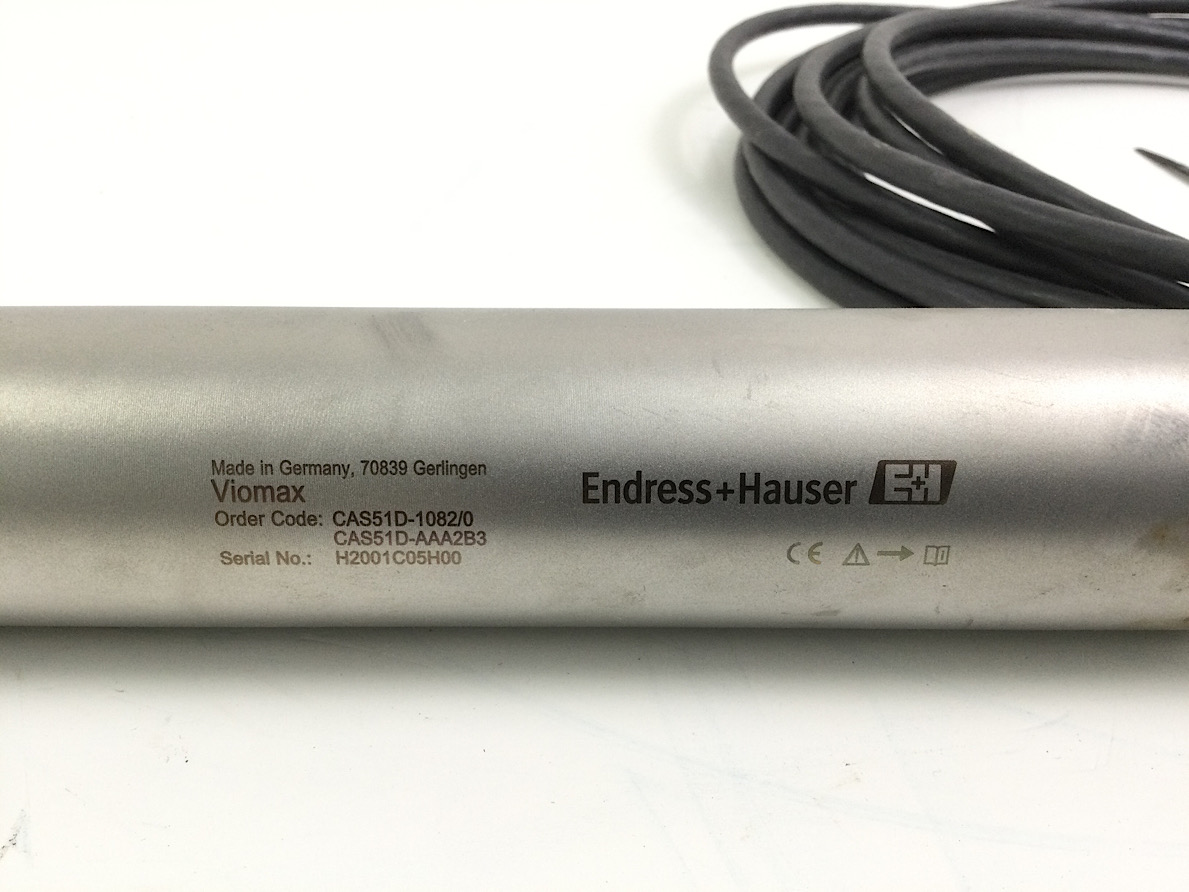 Made in Germany, 70839 Gerlingen
Viomax
Order Code: CAS51D-1082/0
CAS51D-AAA2B3
Serial No.: H2001C05H00
Endress+Hauser E+H
CE i